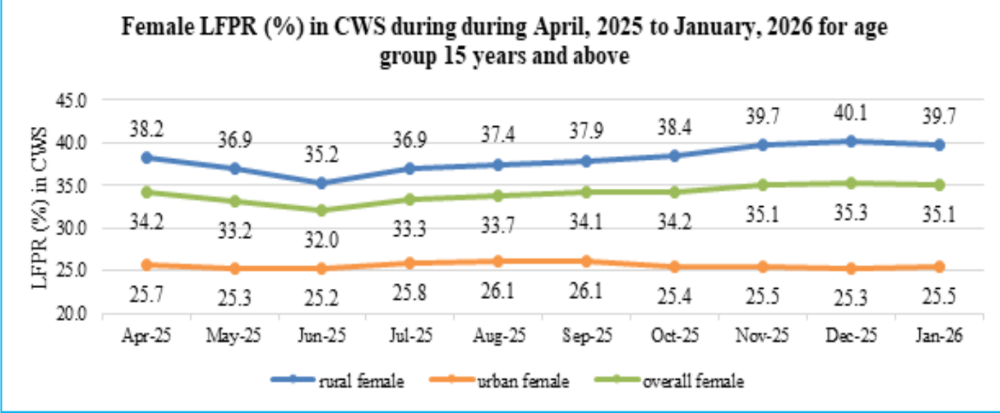 Female LFPR (%) in CWS during during April, 2025 to January, 2026 for age
group 15 years and above
LFPR (%) in CWS
45.0
40.0
35.0
30.0
25.0
20.0
38.2 36.9 35.2 36.9 37.4 37.9 38.4 39.7 40.1 39.7
34.2 33.2 32.0 33.3 33.7 34.1 34.2 35.1 35.3 35.1
25.7 25.3 25.2 25.8 26.1 26.1 25.4 25.5 25.3 25.5
Apr-25 May-25 Jun-25 Jul-25 Aug-25 Sep-25 Oct-25 Nov-25 Dec-25 Jan-26
rural female urban female overall female